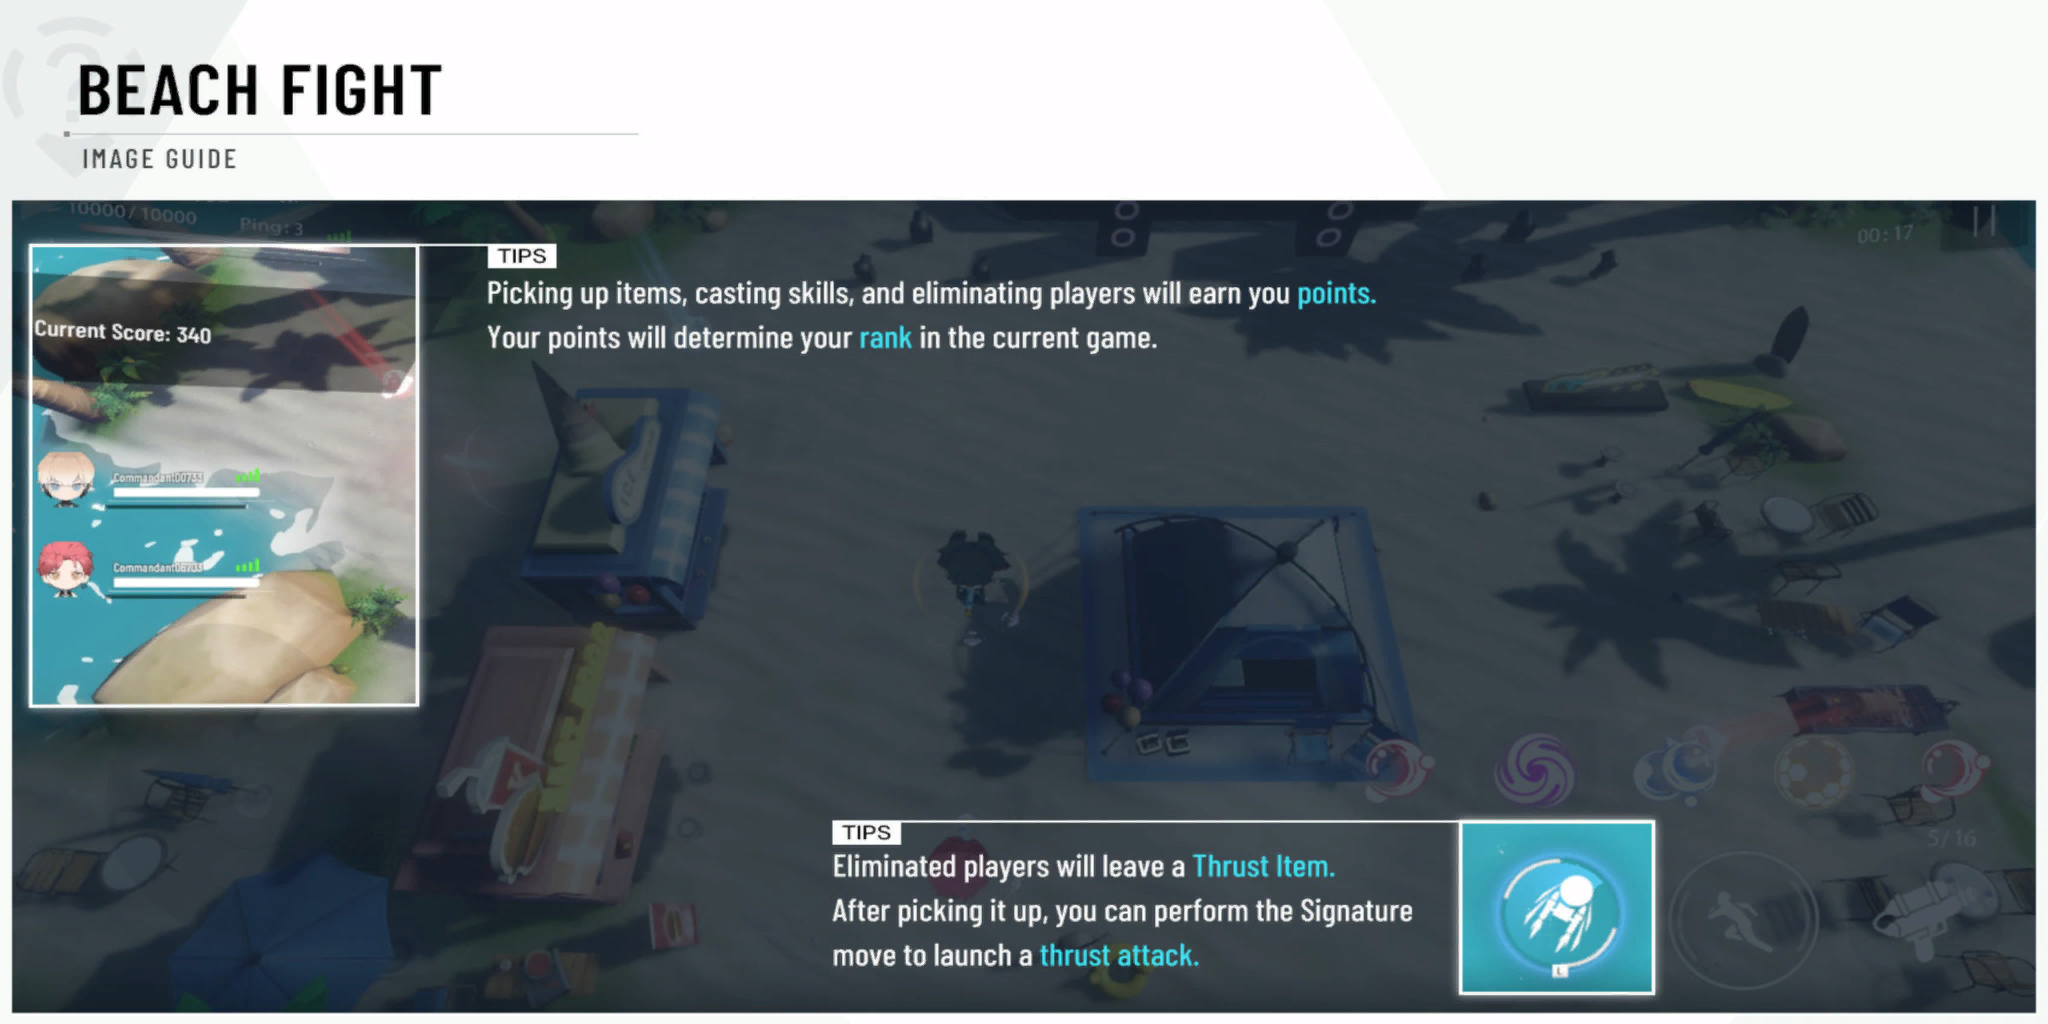 BEACH FIGHT
IMAGE GUIDE
10000/10000
Ping: 3
00:17
TIPS
Picking up items, casting skills, and eliminating players will earn you points.
Your points will determine your rank in the current game.
Current Score: 340
Commandant00733
TIPS
Eliminated players will leave a Thrust Item.
After picking it up, you can perform the Signature
move to launch a thrust attack.
L
5/16